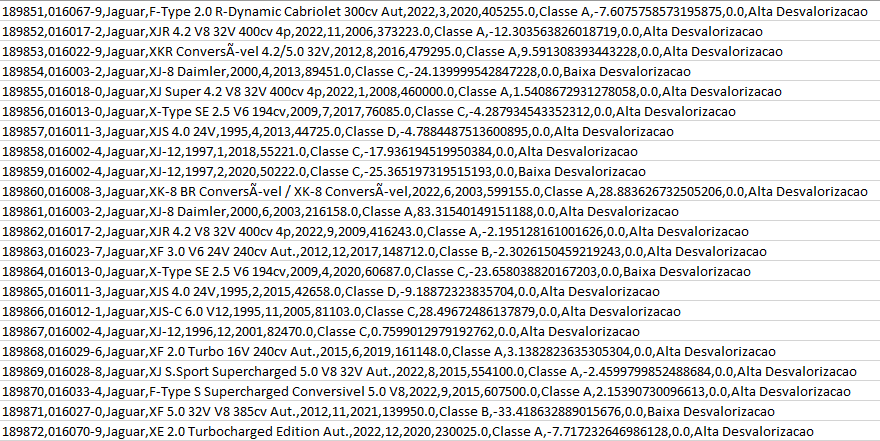 189851,016067-9,Jaguar,F-Type 2.0 R-Dynamic Cabriolet 300cv Aut,2022,3,2020,405255.0,Classe A,-7.6075758573195875,0.0,Alta Desvalorizacao
189852,016017-2,Jaguar,XJR 4.2 V8 32V 400cv 4p,2022,11,2006,373223.0,Classe A,-12.303563826018719,0.0,Alta Desvalorizacao
189853,016022-9,Jaguar,XKR ConversÃ-vel 4.2/5.0 32V,2012,8,2016,479295.0,Classe A,9.591308393443228,0.0,Alta Desvalorizacao
189854,016003-2,Jaguar,XJ-8 Daimler,2000,4,2013,89451.0,Classe C,-24.139999542847228,0.0,Baixa Desvalorizacao
189855,016018-0,Jaguar,XJ Super 4.2 V8 32V 400cv 4p,2022,1,2008,460000.0,Classe A,1.5408672931278058,0.0,Alta Desvalorizacao
189856,016013-0,Jaguar,X-Type SE 2.5 V6 194cv,2009,7,2017,76085.0,Classe C,-4.287934543352312,0.0,Alta Desvalorizacao
189857,016011-3,Jaguar,XJS 4.0 24V,1995,4,2013,44725.0,Classe D,-4.7884487513600895,0.0,Alta Desvalorizacao
189858,016002-4,Jaguar,XJ-12,1997,1,2018,55221.0,Classe C,-17.936194519950384,0.0,Alta Desvalorizacao
189859,016002-4,Jaguar,XJ-12,1997,2,2020,50222.0,Classe C,-25.365197319515193,0.0,Baixa Desvalorizacao
189860,016008-3,Jaguar,XK-8 BR ConversÃ-vel / XK-8 ConversÃ-vel,2022,6,2003,599155.0,Classe A,28.883626732505206,0.0,Alta Desvalorizacao
189861,016003-2,Jaguar,XJ-8 Daimler,2000,6,2003,216158.0,Classe A,83.31540149151188,0.0,Alta Desvalorizacao
189862,016017-2,Jaguar,XJR 4.2 V8 32V 400cv 4p,2022,9,2009,416243.0,Classe A,-2.195128161001626,0.0,Alta Desvalorizacao
189863,016023-7,Jaguar,XF 3.0 V6 24V 240cv Aut.,2012,12,2017,148712.0,Classe B,-2.3026150459219243,0.0,Alta Desvalorizacao
189864,016013-0,Jaguar,X-Type SE 2.5 V6 194cv,2009,4,2020,60687.0,Classe C,-23.658038820167203,0.0,Baixa Desvalorizacao
189865,016011-3,Jaguar,XJS 4.0 24V,1995,2,2015,42658.0,Classe D,-9.18872323835704,0.0,Alta Desvalorizacao
189866,016012-1,Jaguar,XJS-C 6.0 V12,1995,11,2005,81103.0,Classe C,28.49672486137879,0.0,Alta Desvalorizacao
189867,016002-4,Jaguar,XJ-12,1996,12,2001,82470.0,Classe C,0.7599012979192762,0.0,Alta Desvalorizacao
189868,016029-6,Jaguar,XF 2.0 Turbo 16V 240cv Aut.,2015,6,2019,161148.0,Classe A,3.1382823635305304,0.0,Alta Desvalorizacao
189869,016028-8,Jaguar,XJ S.Sport Supercharged 5.0 V8 32V Aut.,2022,8,2015,554100.0,Classe A,-2.4599799852488684,0.0,Alta Desvalorizacao
189870,016033-4,Jaguar,F-Type S Supercharged Conversivel 5.0 V8,2022,9,2015,607500.0,Classe A,2.15390730096613,0.0,Alta Desvalorizacao
189871,016027-0,Jaguar,XF 5.0 32V V8 385cv Aut.,2012,11,2021,139950.0,Classe B,-33.418632889015676,0.0,Baixa Desvalorizacao
189872,016070-9,Jaguar,XE 2.0 Turbocharged Edition Aut.,2022,12,2020,230025.0,Classe A,-7.717232646986128,0.0,Alta Desvalorizacao